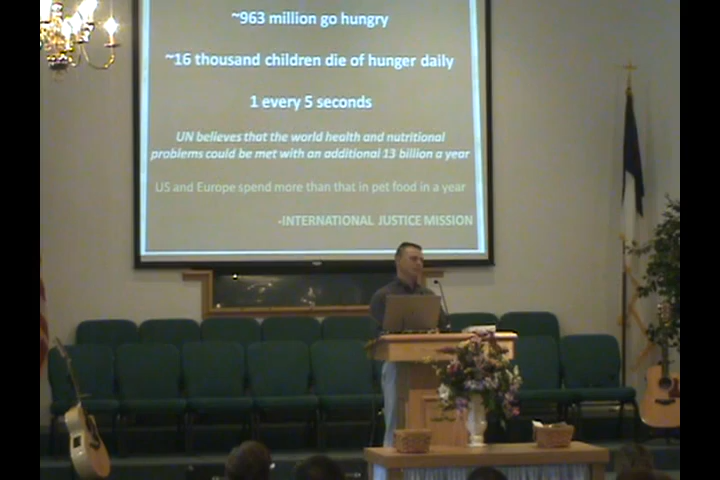 ~963 million go hungry
~16 thousand children die of hunger daily
1 every 5 seconds
UN believes that the world health and nutritional
problems could be met with an additional 13 billion a year
US and Europe spend more than that in pet food in a year
-INTERNATIONAL JUSTICE MISSION